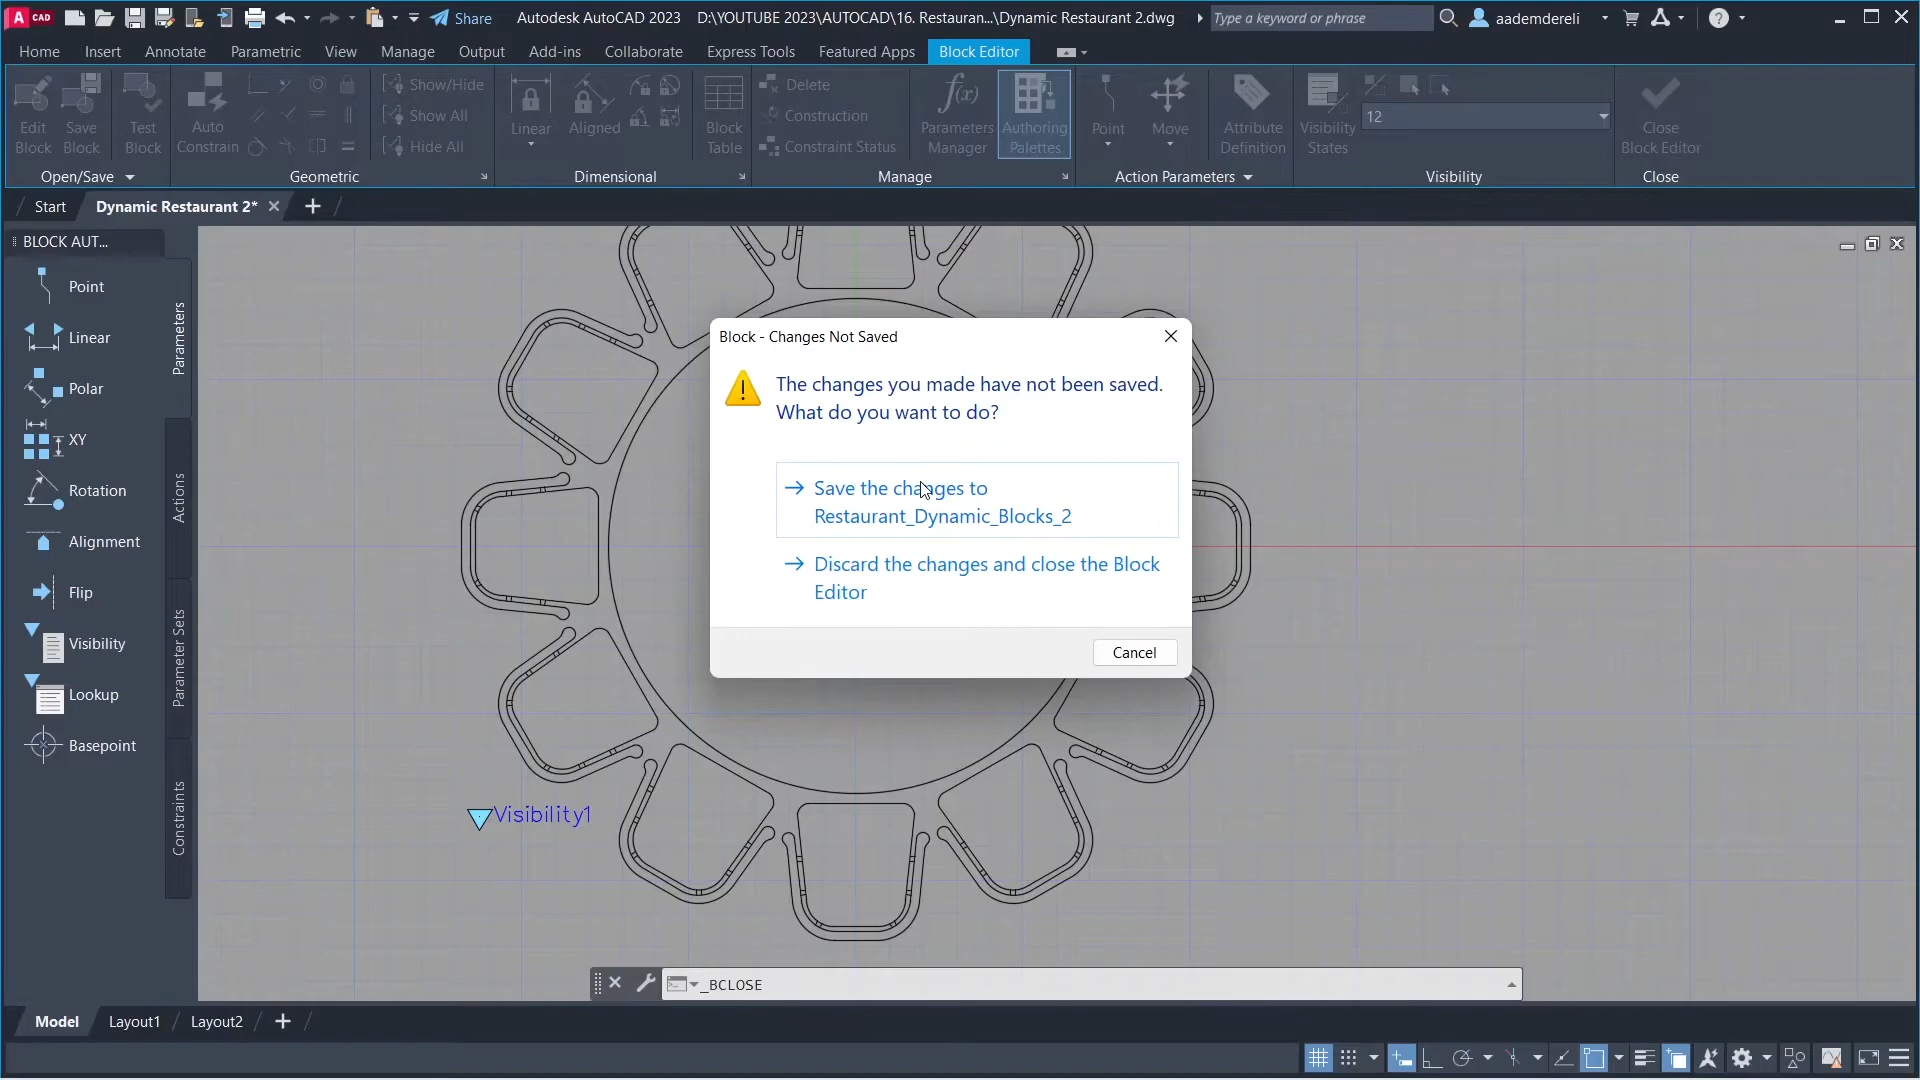 CAD
Share
Autodesk AutoCAD 2023 D:\YOUTUBE 2023\AUTOCAD\16. Restauran...\Dynamic Restaurant 2.dwg
Type a keyword or phrase
aademdereli
Home Insert Annotate Parametric View Manage Output Add-ins Collaborate Express Tools Featured Apps Block Editor
Edit Block
Save Block
Test Block
Auto Constrain
Show/Hide
Show All
Hide All
Linear
Aligned
Block Table
Delete
Construction
Constraint Status
f(x)
Parameters Manager
Authoring Palettes
Point
Move
Attribute Definition
Visibility States
12
Close Block Editor
Open/Save Geometric Dimensional Manage Action Parameters Visibility Close
Start Dynamic Restaurant 2*
BLOCK AUT...
Point
Linear
Polar
XY
Rotation
Alignment
Flip
Visibility
Lookup
Basepoint
Parameters
Actions
Parameter Sets
Constraints
Block - Changes Not Saved
The changes you made have not been saved.
What do you want to do?
Save the changes to
Restaurant_Dynamic_Blocks_2
Discard the changes and close the Block
Editor
Cancel
Visibility1
_BCLOSE
Model Layout1 Layout2